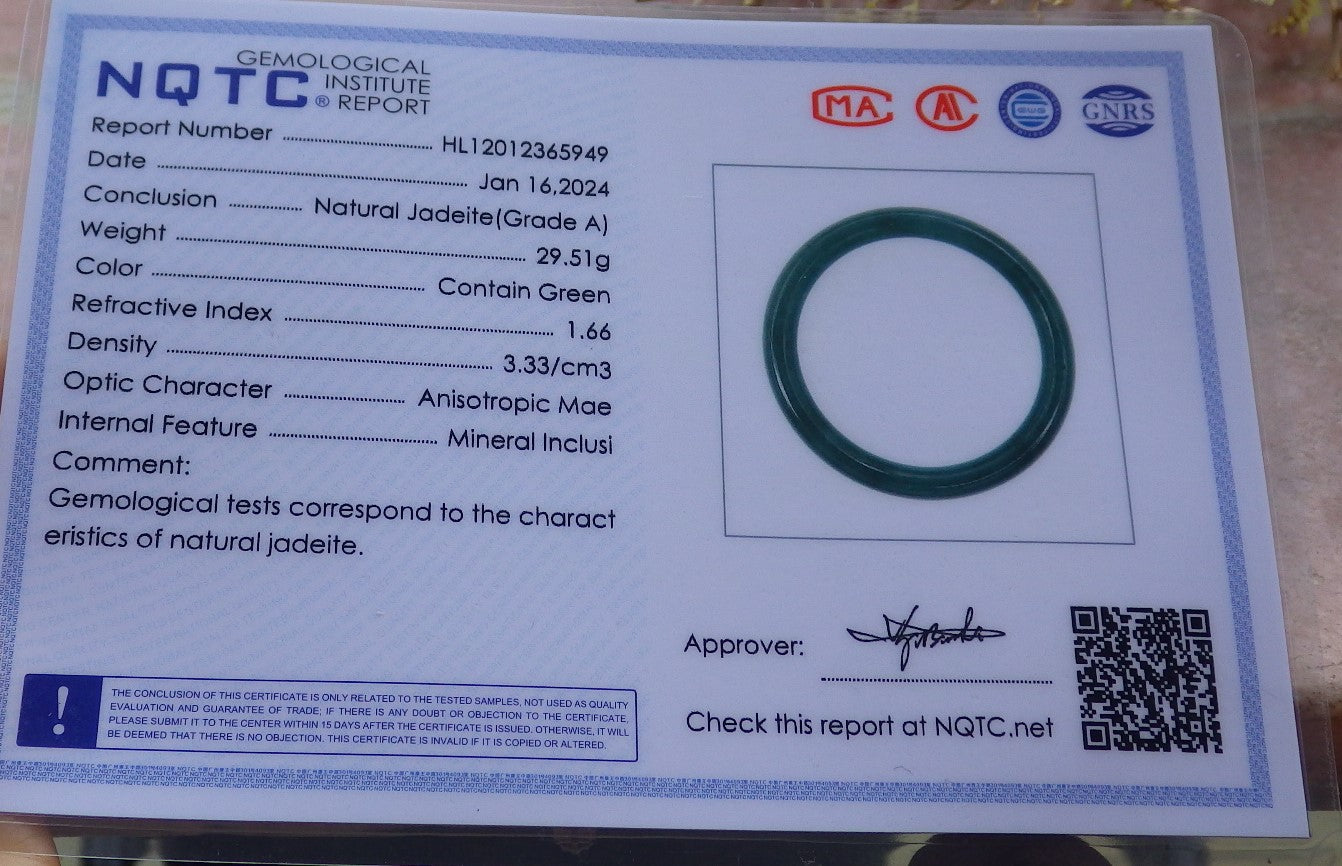 NQTC® GEMOLOGICAL INSTITUTE REPORT
Report Number HL12012365949
Date Jan 16,2024
Conclusion Natural Jadeite(Grade A)
Weight 29.51g
Color Contain Green
Refractive Index 1.66
Density 3.33/cm3
Optic Character Anisotropic Mae
Internal Feature Mineral Inclusi
Comment:
Gemological tests correspond to the charact
eristics of natural jadeite.
THE CONCLUSION OF THIS CERTIFICATE IS ONLY RELATED TO THE TESTED SAMPLES, NOT USED AS QUALITY
EVALUATION AND GUARANTEE OF TRADE; IF THERE IS ANY DOUBT OR OBJECTION TO THE CERTIFICATE,
PLEASE SUBMIT IT TO THE CENTER WITHIN 15 DAYS AFTER THE CERTIFICATE IS ISSUED. OTHERWISE, IT WILL
BE DEEMED THAT THERE IS NO OBJECTION. THIS CERTIFICATE IS INVALID IF IT IS COPIED OR ALTERED.
MA
GNRS
Approver:
Check this report at NQTC.net